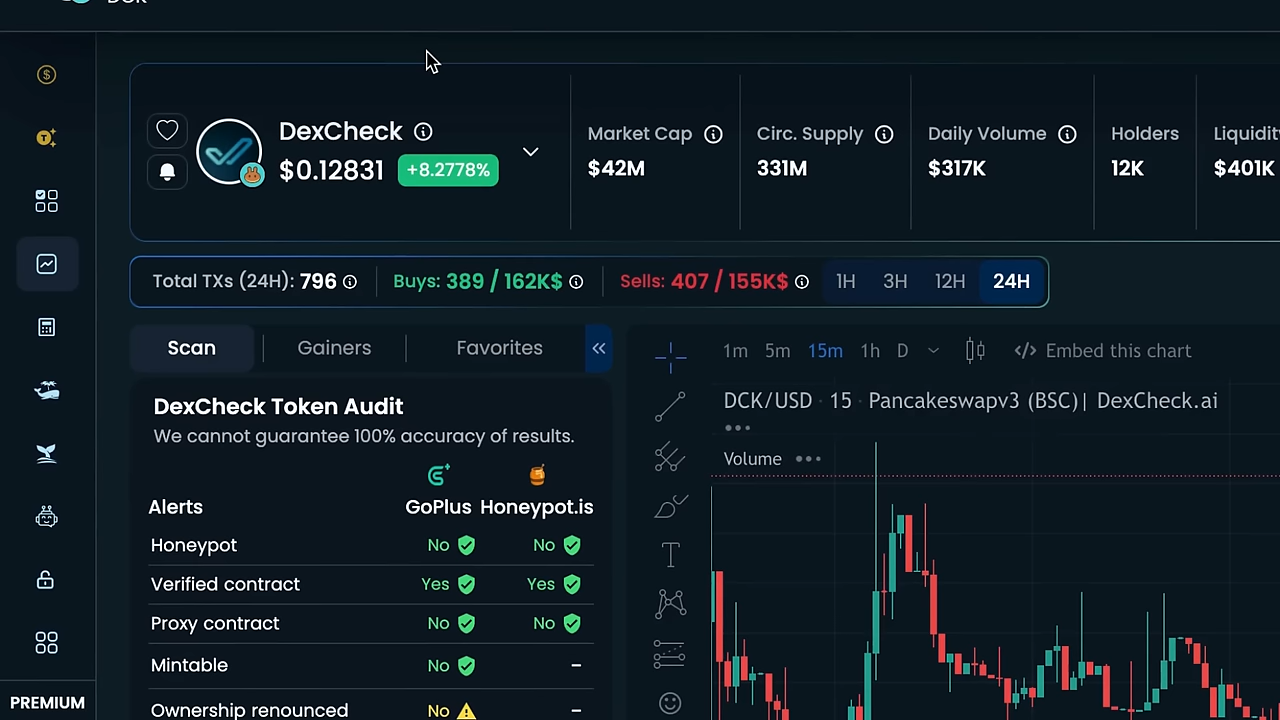 DCK
DexCheck
$0.12831 +8.2778%
Market Cap
$42M
Circ. Supply
331M
Daily Volume
$317K
Holders
12K
Liquidity
$401K
Total TXs (24H): 796
Buys: 389 / 162K$
Sells: 407 / 155K$
1H 3H 12H 24H
Scan Gainers Favorites
DexCheck Token Audit
We cannot guarantee 100% accuracy of results.
Alerts GoPlus Honeypot.is
Honeypot No No
Verified contract Yes Yes
Proxy contract No No
Mintable No –
Ownership renounced No –
1m 5m 15m 1h D
</> Embed this chart
DCK/USD · 15 · Pancakeswapv3 (BSC)| DexCheck.ai
Volume
PREMIUM